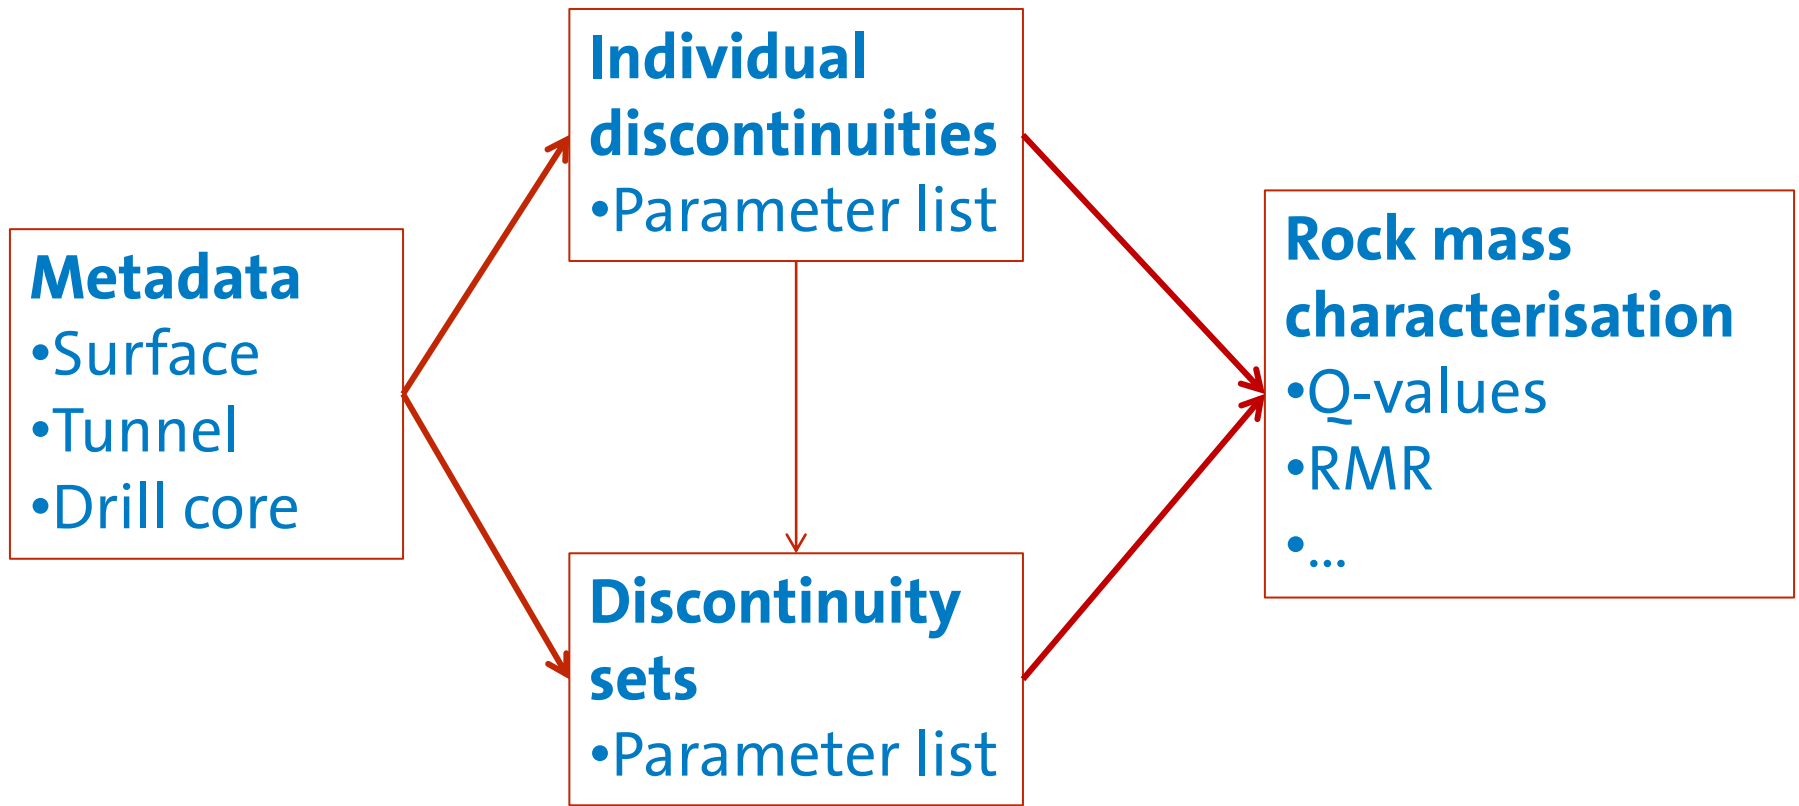 Metadata
•Surface
•Tunnel
•Drill core
Individual
discontinuities
•Parameter list
Discontinuity
sets
•Parameter list
Rock mass
characterisation
•Q-values
•RMR
•...